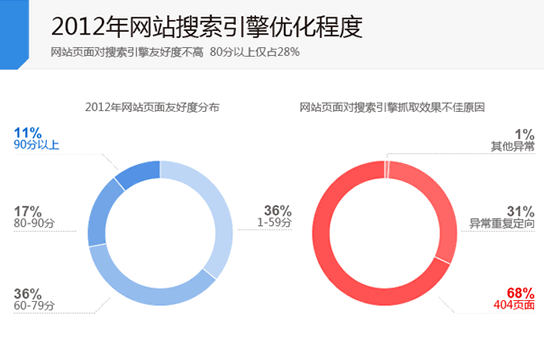 2012年网站搜索引擎优化程度
网站页面对搜索引擎友好度不高 80分以上仅占28%
2012年网站页面友好度分布
网站页面对搜索引擎抓取效果不佳原因
11%
90分以上
17%
80-90分
36%
60-79分
36%
1-59分
1%
其他异常
31%
异常重复定向
68%
404页面